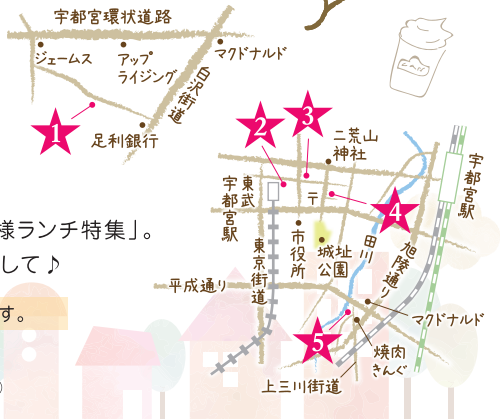 宇都宮環状道路
ジェームス
アップ
ライジング
マクドナルド
白沢街道
1
足利銀行
2
3
二荒山
神社
宇都宮駅
東武
宇都宮駅
〒
4
市役所
城址
公園
田川
旭陵通り
東京街道
平成通り
様ランチ特集」。
して♪
す。
マクドナルド
5
焼肉
きんぐ
上三川街道
)